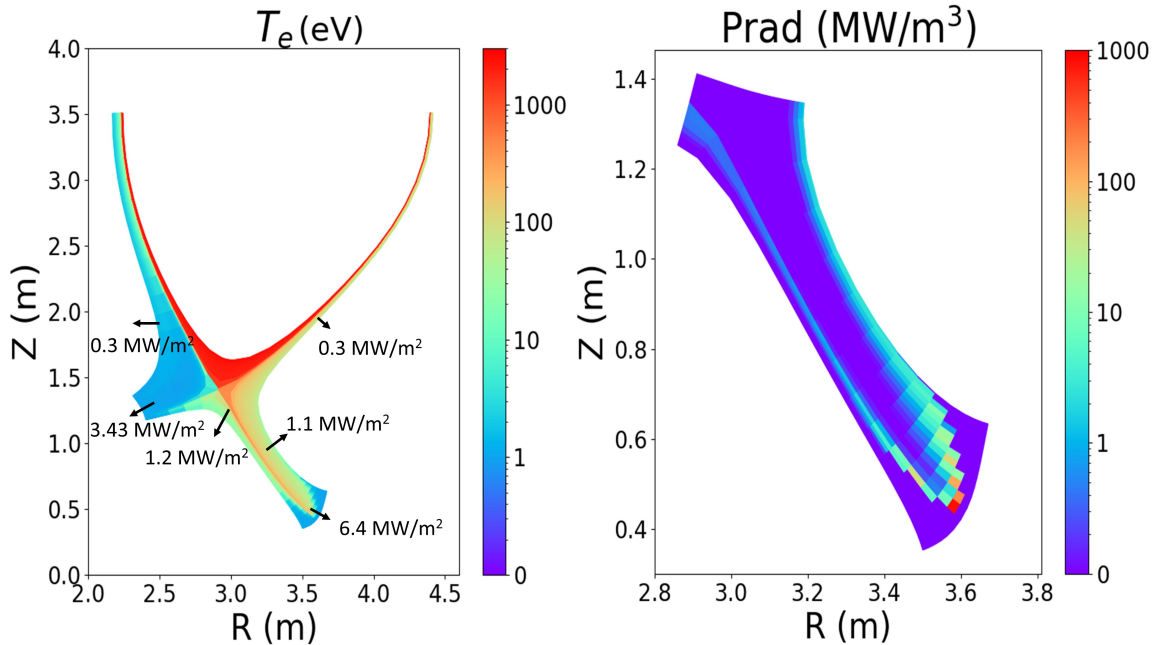 Te (eV)
4.0
3.5
3.0
2.5
2.0
1.5
1.0
0.5
0.0
Z (m)
2.0 2.5 3.0 3.5 4.0 4.5
R (m)
0.3 MW/m²
0.3 MW/m²
3.43 MW/m²
1.2 MW/m²
1.1 MW/m²
6.4 MW/m²
1000
100
10
1
0
Prad (MW/m³)
1.4
1.2
1.0
0.8
0.6
0.4
Z (m)
2.8 3.0 3.2 3.4 3.6 3.8
R (m)
1000
100
10
1
0